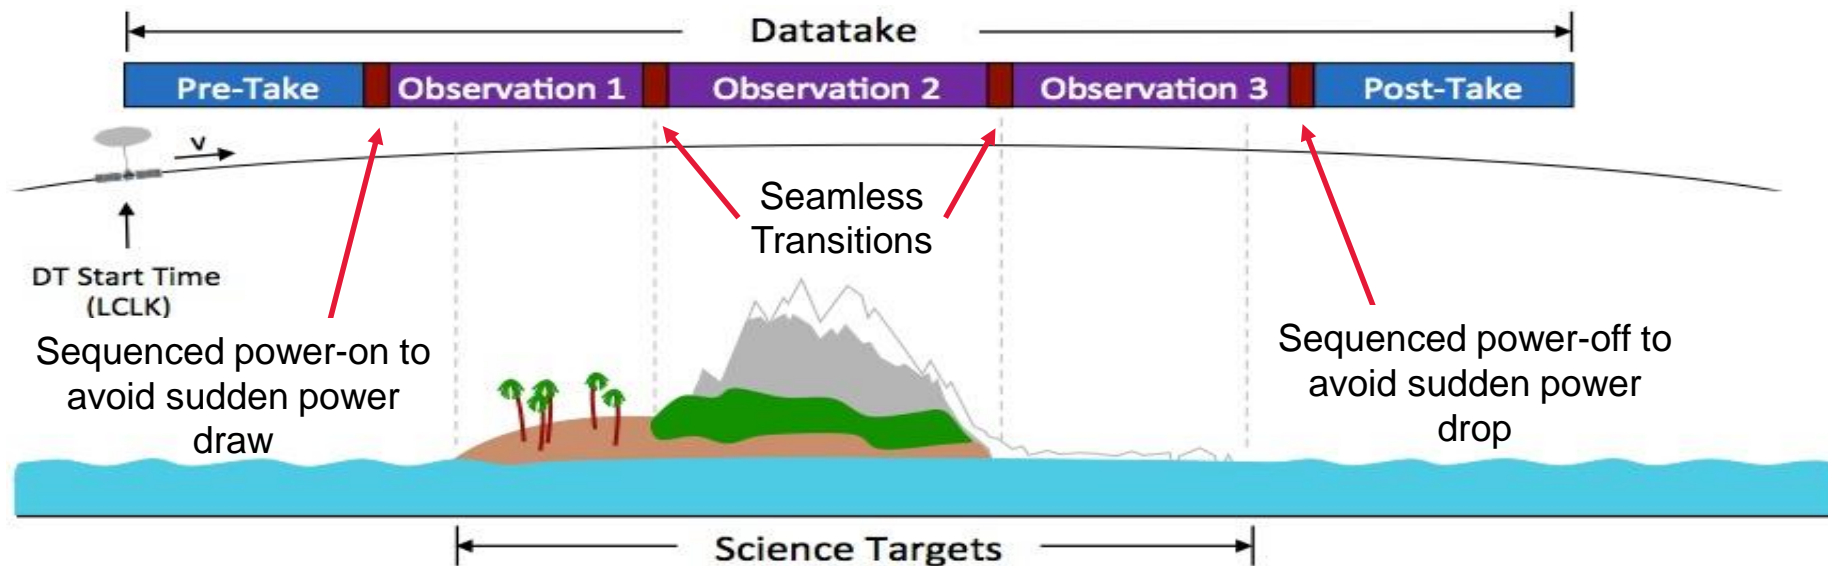 Datatake
Pre-Take
Observation 1
Observation 2
Observation 3
Post-Take
v
DT Start Time
(LCLK)
Seamless
Transitions
Sequenced power-on to
avoid sudden power
draw
Sequenced power-off to
avoid sudden power
drop
Science Targets